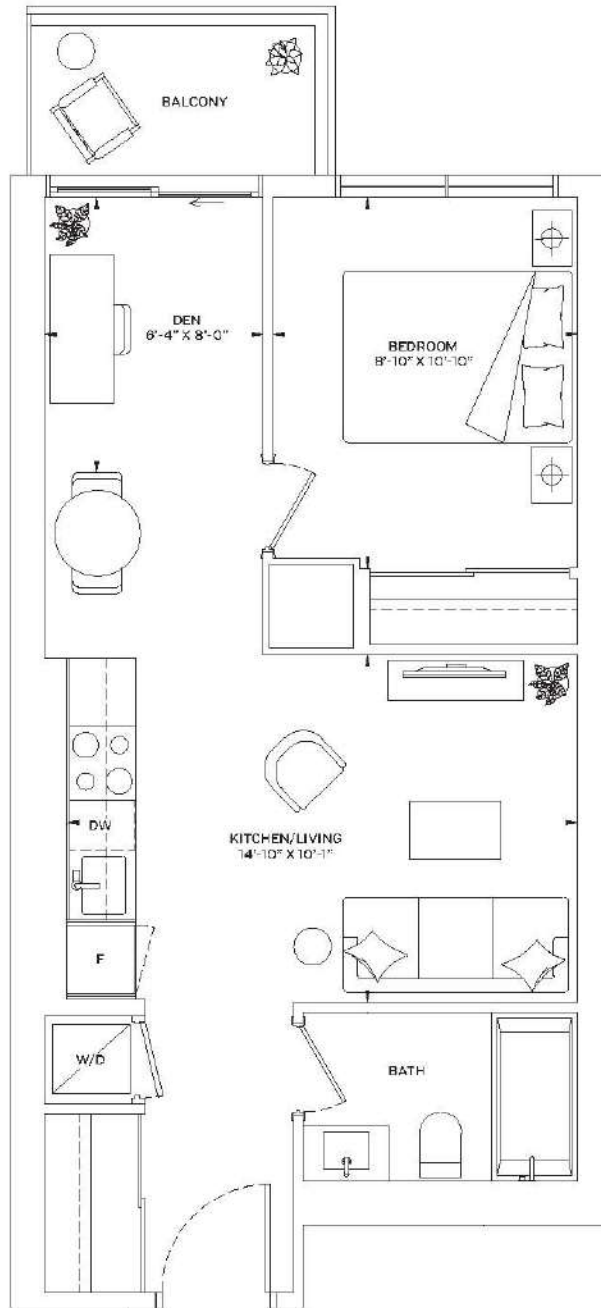 BALCONY
DEN
6'-4" X 8'-0"
BEDROOM
8'-10" X 10'-10"
DW
KITCHEN/LIVING
14'-10" X 10'-1"
F
W/D
BATH